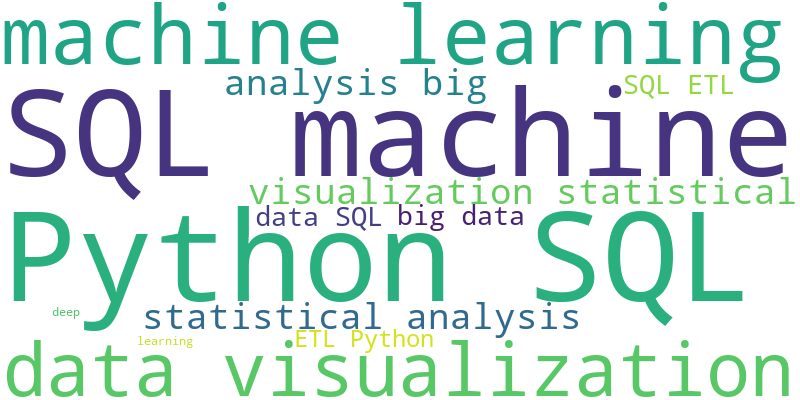 machine learning
analysis big
SQL ETL
SQL machine
visualization statistical
data SQL
big data
Python SQL
statistical analysis
deep
ETL Python
learning
data visualization